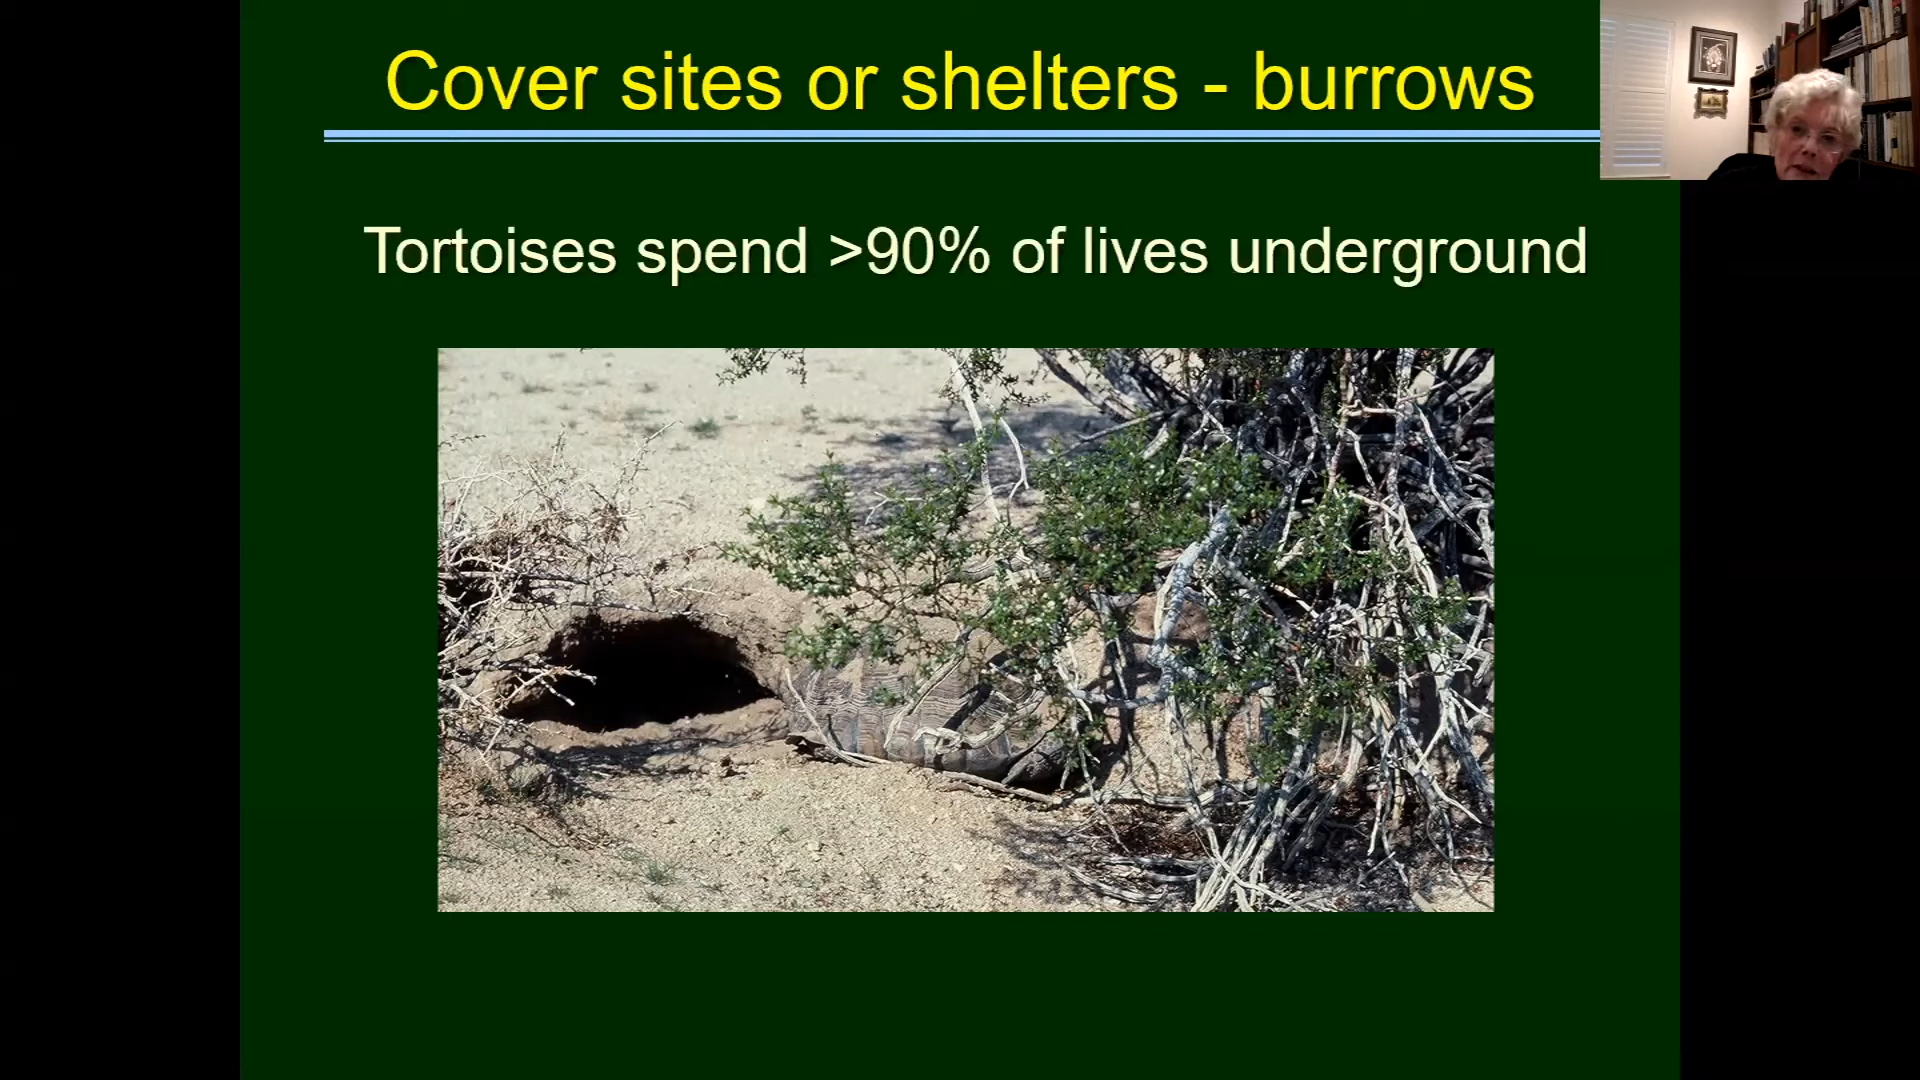 Cover sites or shelters - burrows
Tortoises spend >90% of lives underground